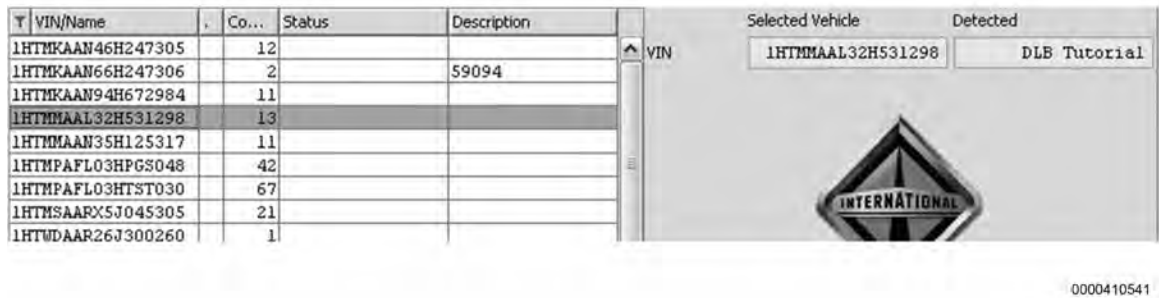 VIN/Name . Co... Status Description Selected Vehicle Detected
1HTMKAAN46H247305 12 VIN 1HTMMAAL32H531298 DLB Tutorial
1HTMKAAN66H247306 2 59094
1HTMKAAN94H672984 11
1HTMMAAL32H531298 13
1HTMMAAN35H125317 11
1HTMPAFL03HPGS048 42
1HTMPAFL03HTST030 67
1HTMSAARX5J045305 21
INTERNATIONAL
1HTWDAAR26J300260 1
0000410541